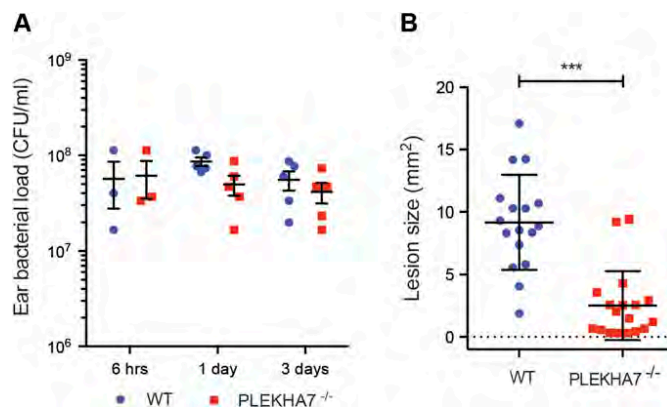 A
Ear bacterial load (CFU/ml)
10⁹
10⁸
10⁷
10⁶
6 hrs
1 day
3 days
WT
PLEKHA7 -/-
B
Lesion size (mm²)
***
20
15
10
5
0
WT
PLEKHA7 -/-